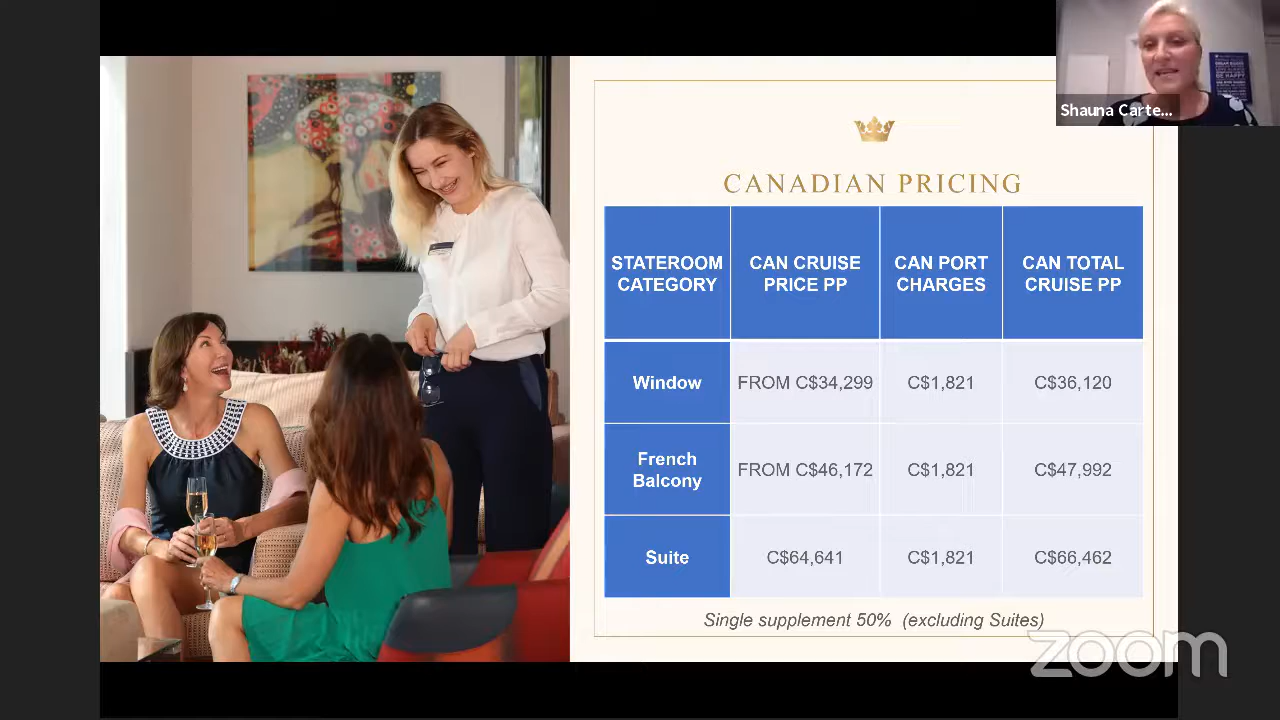 Shauna Carte...
CANADIAN PRICING
STATEROOM CATEGORY
CAN CRUISE PRICE PP
CAN PORT CHARGES
CAN TOTAL CRUISE PP
Window
FROM C$34,299
C$1,821
C$36,120
French Balcony
FROM C$46,172
C$1,821
C$47,992
Suite
C$64,641
C$1,821
C$66,462
Single supplement 50% (excluding Suites)
zoom
BE HAPPY